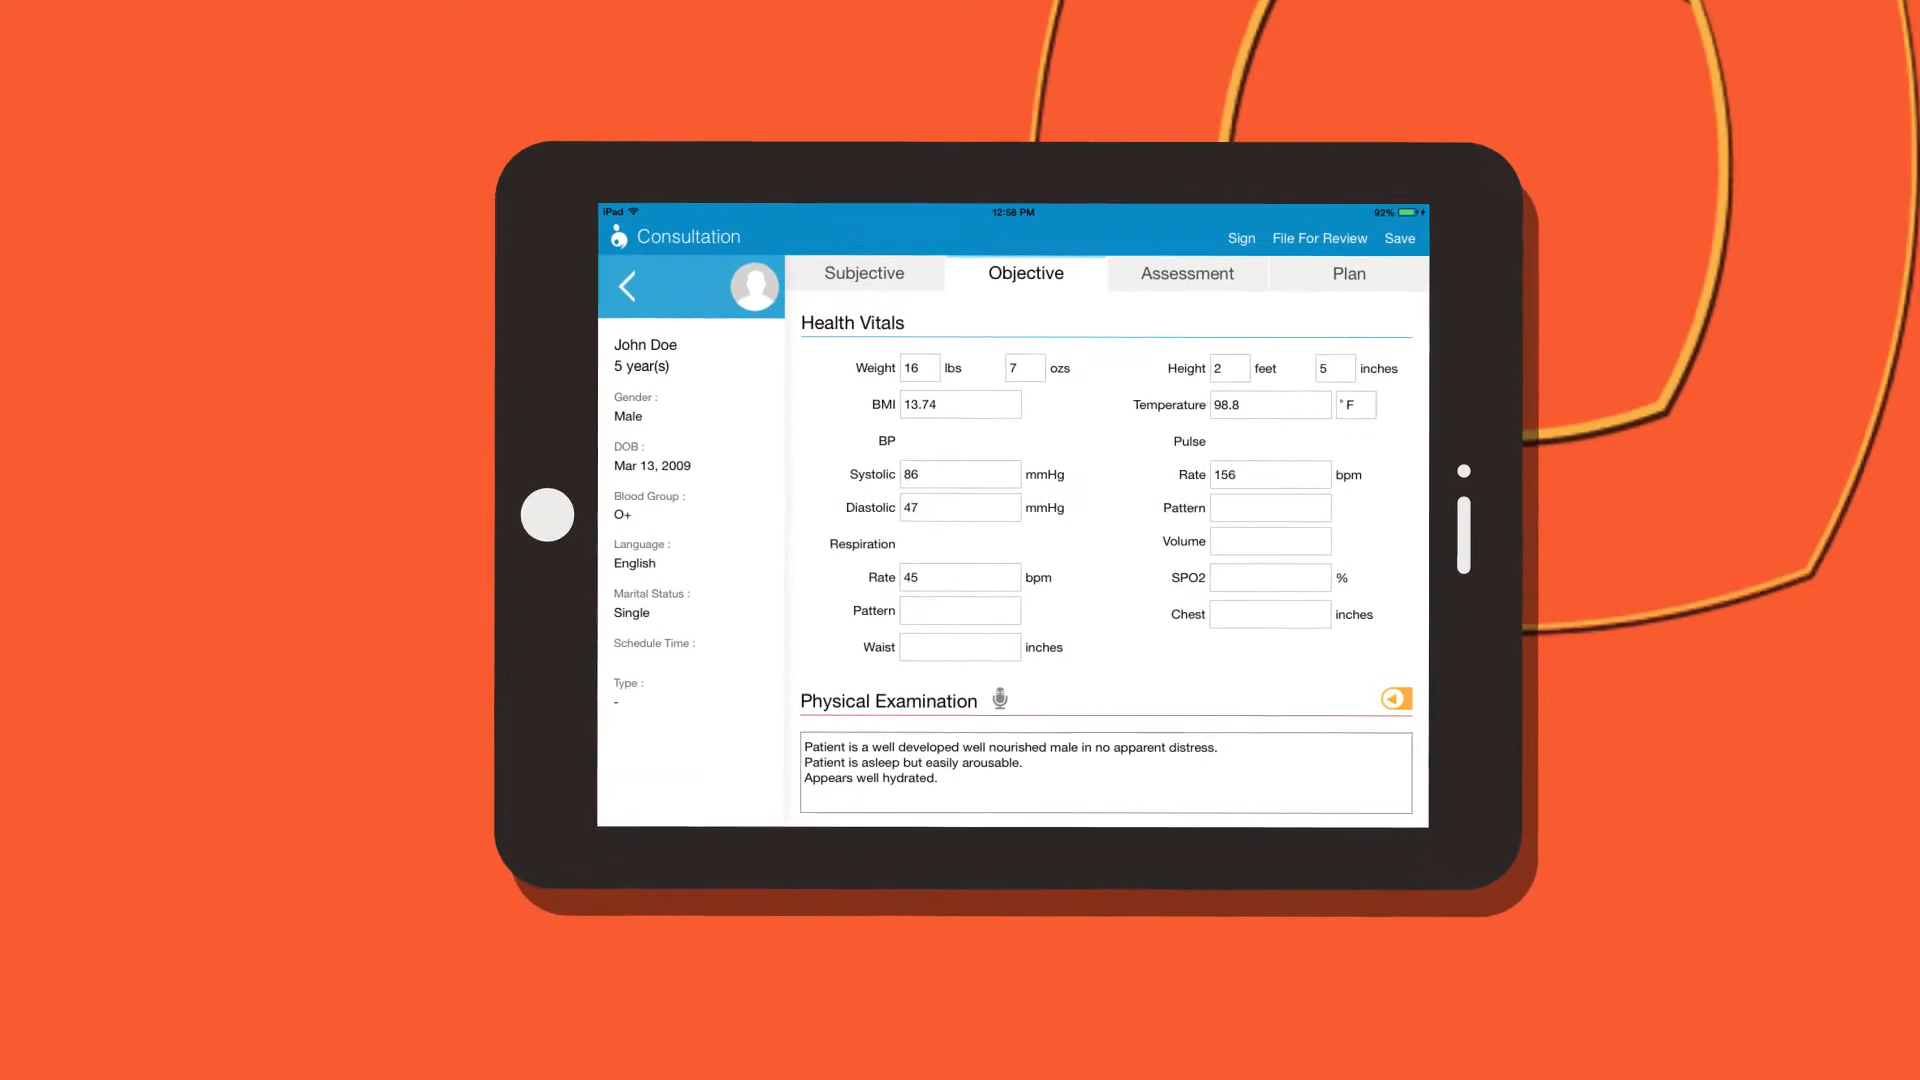 iPad 12:58 PM 92%
Consultation Sign File For Review Save
Subjective Objective Assessment Plan
John Doe
5 year(s)
Gender :
Male
DOB :
Mar 13, 2009
Blood Group :
O+
Language :
English
Marital Status :
Single
Schedule Time :
Type :
-
Health Vitals
Weight 16 lbs 7 ozs Height 2 feet 5 inches
BMI 13.74 Temperature 98.8 ° F
BP Pulse
Systolic 86 mmHg Rate 156 bpm
Diastolic 47 mmHg Pattern
Respiration Volume
Rate 45 bpm SPO2 %
Pattern Chest inches
Waist inches
Physical Examination
Patient is a well developed well nourished male in no apparent distress.
Patient is asleep but easily arousable.
Appears well hydrated.